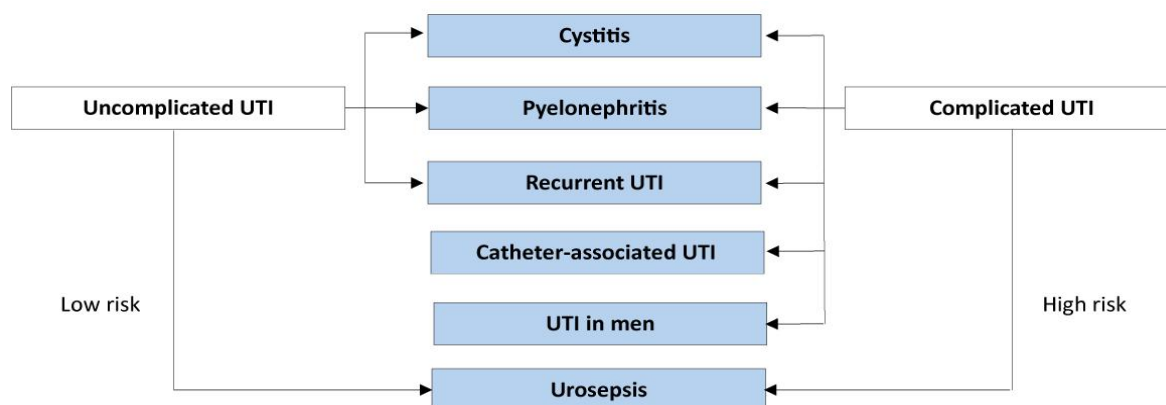 Cystitis
Uncomplicated UTI
Pyelonephritis
Complicated UTI
Recurrent UTI
Catheter-associated UTI
Low risk
High risk
UTI in men
Urosepsis